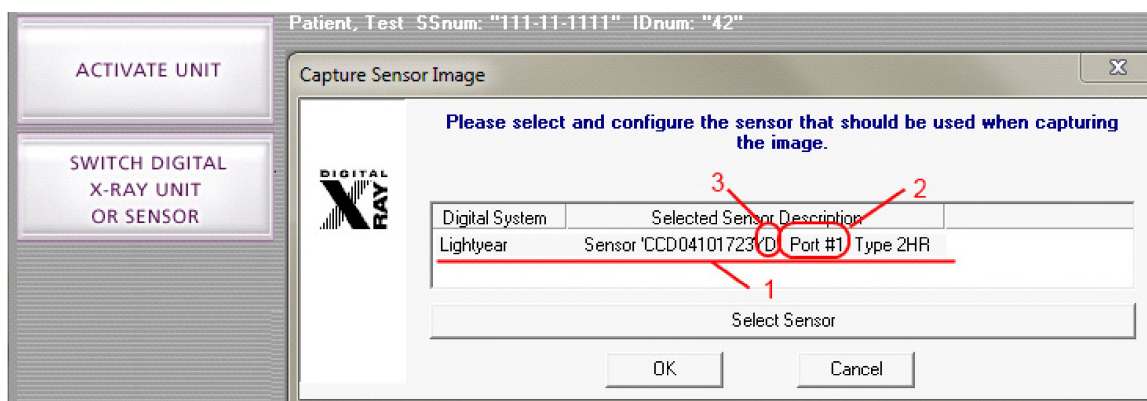 Patient, Test SSnum: "111-11-1111" IDnum: "42"
ACTIVATE UNIT
Capture Sensor Image
Please select and configure the sensor that should be used when capturing
the image.
SWITCH DIGITAL
X-RAY UNIT
OR SENSOR
DIGITAL
X RAY
3
2
Digital System Selected Sensor Description
Lightyear Sensor 'CCD04101723YD Port #1 Type 2HR
1
Select Sensor
OK Cancel